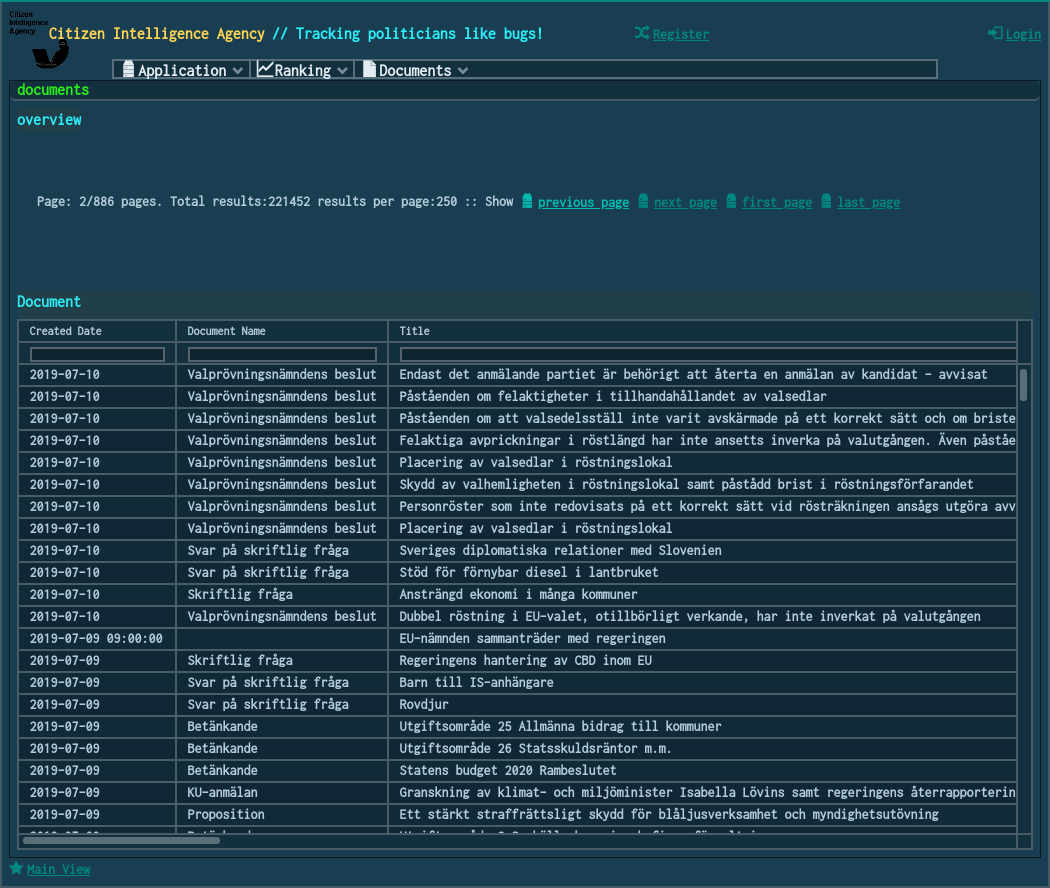 Citizen
Intelligence
Agency
Citizen Intelligence Agency // Tracking politicians like bugs!
Register
Login
Application
Ranking
Documents
documents
overview
Page: 2/886 pages. Total results:221452 results per page:250 :: Show previous page next page first page last page
Document
Created Date Document Name Title
2019-07-10 Valprövningsnämndens beslut Endast det anmälande partiet är behörigt att återta en anmälan av kandidat – avvisat
2019-07-10 Valprövningsnämndens beslut Påståenden om felaktigheter i tillhandahållandet av valsedlar
2019-07-10 Valprövningsnämndens beslut Påståenden om att valsedelsställ inte varit avskärmade på ett korrekt sätt och om briste
2019-07-10 Valprövningsnämndens beslut Felaktiga avprickningar i röstlängd har inte ansetts inverka på valutgången. Även påståe
2019-07-10 Valprövningsnämndens beslut Placering av valsedlar i röstningslokal
2019-07-10 Valprövningsnämndens beslut Skydd av valhemligheten i röstningslokal samt påstådd brist i röstningsförfarandet
2019-07-10 Valprövningsnämndens beslut Personröster som inte redovisats på ett korrekt sätt vid rösträkningen ansågs utgöra avv
2019-07-10 Valprövningsnämndens beslut Placering av valsedlar i röstningslokal
2019-07-10 Svar på skriftlig fråga Sveriges diplomatiska relationer med Slovenien
2019-07-10 Svar på skriftlig fråga Stöd för förnybar diesel i lantbruket
2019-07-10 Skriftlig fråga Ansträngd ekonomi i många kommuner
2019-07-10 Valprövningsnämndens beslut Dubbel röstning i EU-valet, otillbörligt verkande, har inte inverkat på valutgången
2019-07-09 09:00:00 EU-nämnden sammanträder med regeringen
2019-07-09 Skriftlig fråga Regeringens hantering av CBD inom EU
2019-07-09 Svar på skriftlig fråga Barn till IS-anhängare
2019-07-09 Svar på skriftlig fråga Rovdjur
2019-07-09 Betänkande Utgiftsområde 25 Allmänna bidrag till kommuner
2019-07-09 Betänkande Utgiftsområde 26 Statsskuldsräntor m.m.
2019-07-09 Betänkande Statens budget 2020 Rambeslutet
2019-07-09 KU-anmälan Granskning av klimat- och miljöminister Isabella Lövins samt regeringens återrapporterin
2019-07-09 Proposition Ett stärkt straffrättsligt skydd för blåljusverksamhet och myndighetsutövning
Main View